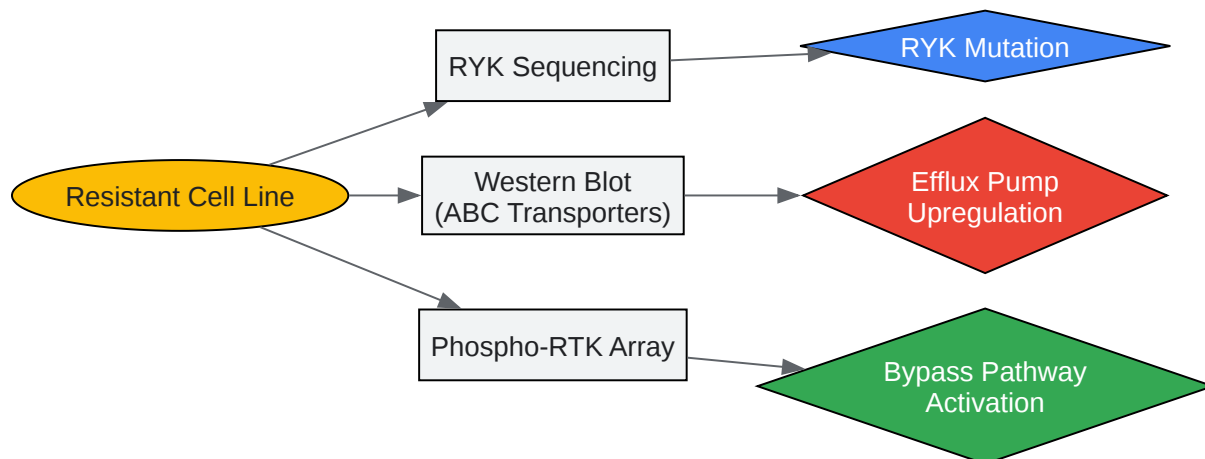 RYK Sequencing
RYK Mutation
Resistant Cell Line
Western Blot
(ABC Transporters)
Efflux Pump
Upregulation
Phospho-RTK Array
Bypass Pathway
Activation